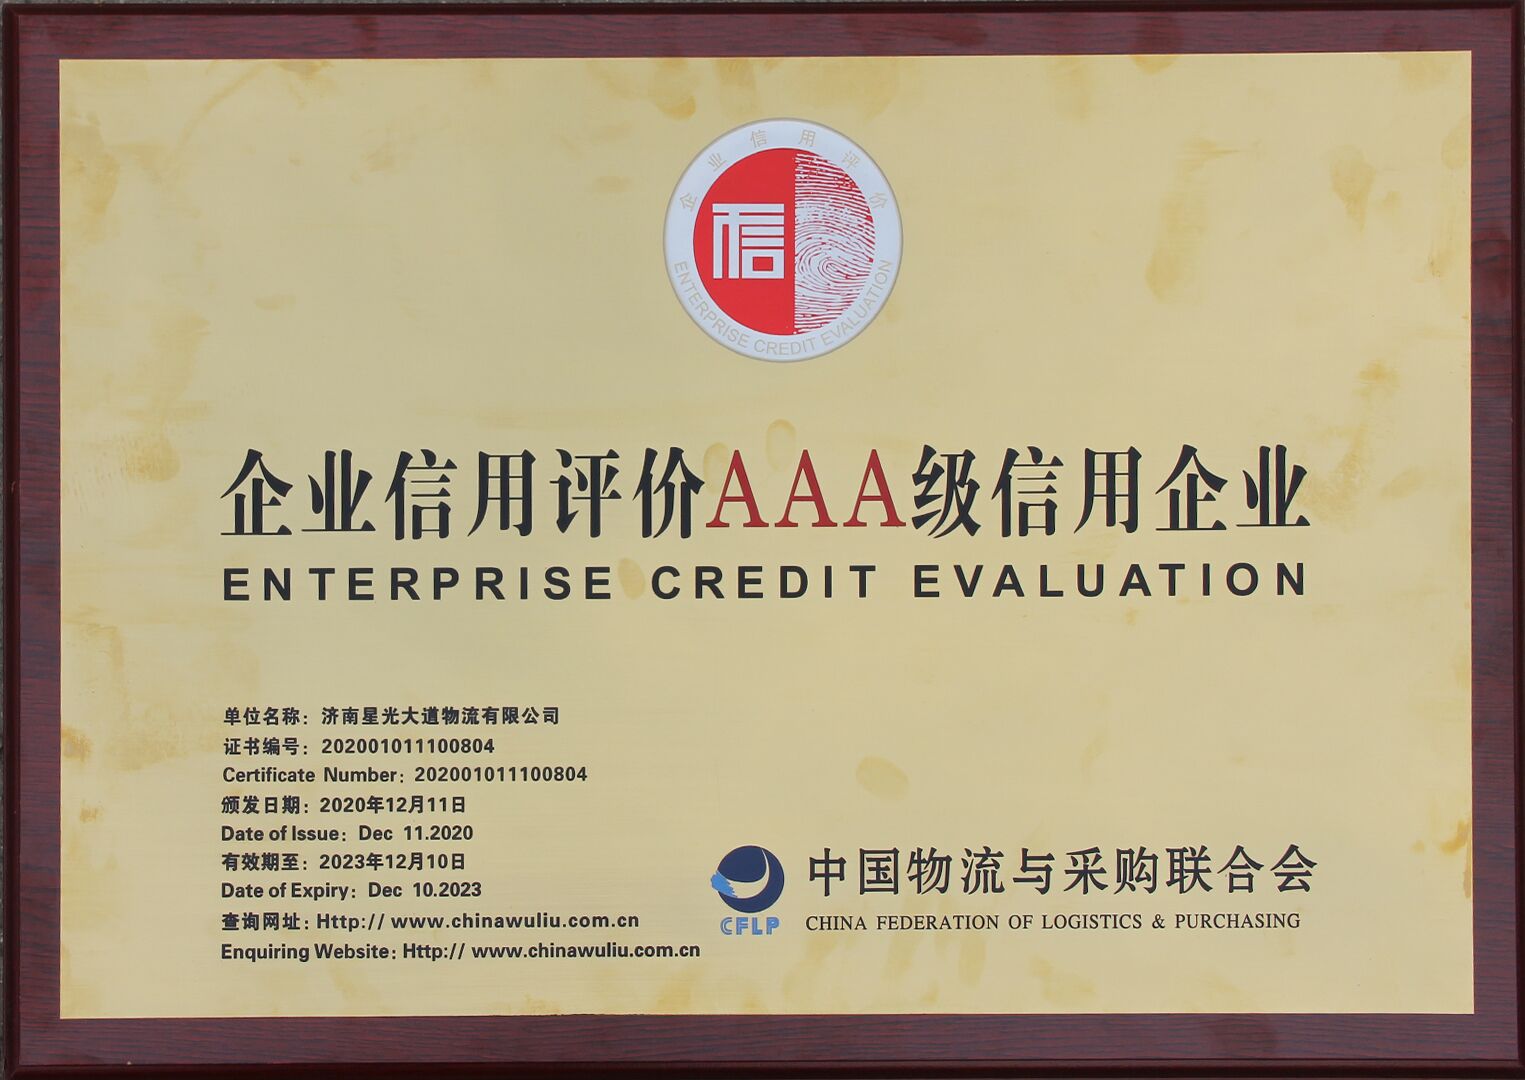 企业信用评价
信
ENTERPRISE CREDIT EVALUATION
企业信用评价AAA级信用企业
ENTERPRISE CREDIT EVALUATION
单位名称：济南星光大道物流有限公司
证书编号：202001011100804
Certificate Number: 202001011100804
颁发日期：2020年12月11日
Date of Issue: Dec 11.2020
有效期至：2023年12月10日
Date of Expiry: Dec 10.2023
查询网址：Http:// www.chinawuliu.com.cn
Enquiring Website: Http:// www.chinawuliu.com.cn
CFLP
中国物流与采购联合会
CHINA FEDERATION OF LOGISTICS & PURCHASING